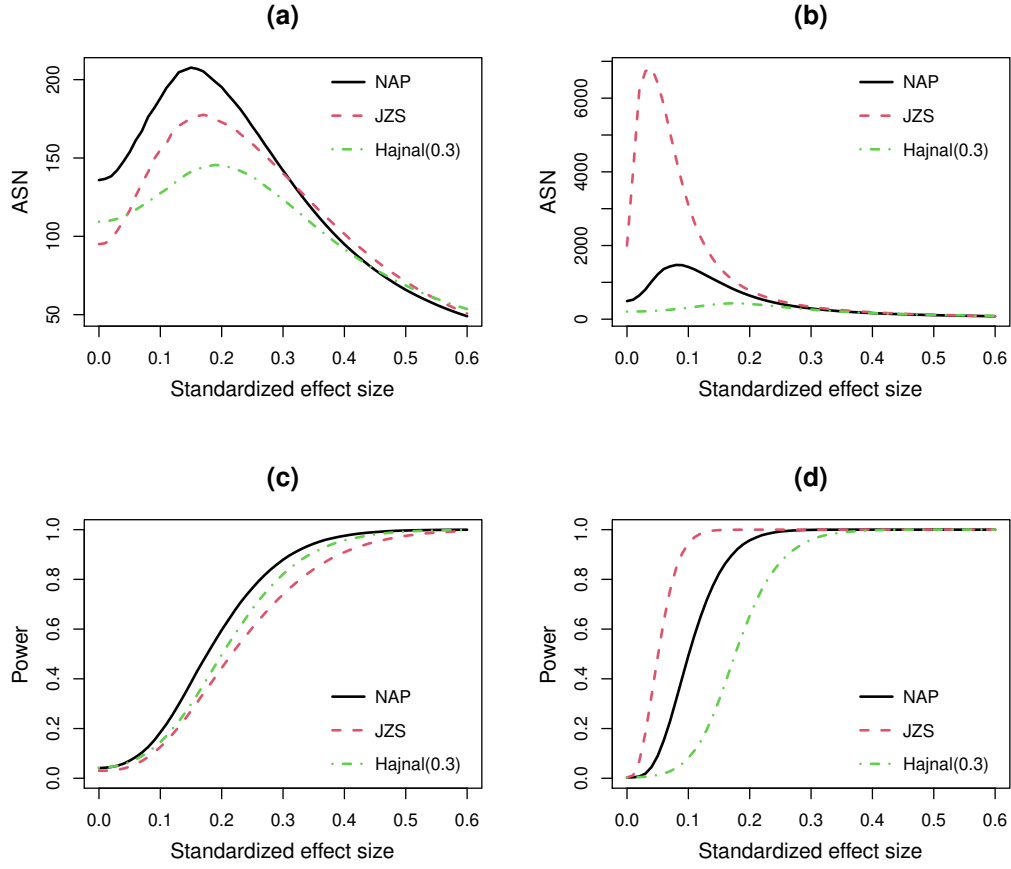 (a)
ASN
50
100
150
200
0.0 0.1 0.2 0.3 0.4 0.5 0.6
Standardized effect size
NAP
JZS
Hajnal(0.3)
(b)
ASN
0
2000
4000
6000
0.0 0.1 0.2 0.3 0.4 0.5 0.6
Standardized effect size
NAP
JZS
Hajnal(0.3)
(c)
Power
0.0
0.2
0.4
0.6
0.8
1.0
0.0 0.1 0.2 0.3 0.4 0.5 0.6
Standardized effect size
NAP
JZS
Hajnal(0.3)
(d)
Power
0.0
0.2
0.4
0.6
0.8
1.0
0.0 0.1 0.2 0.3 0.4 0.5 0.6
Standardized effect size
NAP
JZS
Hajnal(0.3)